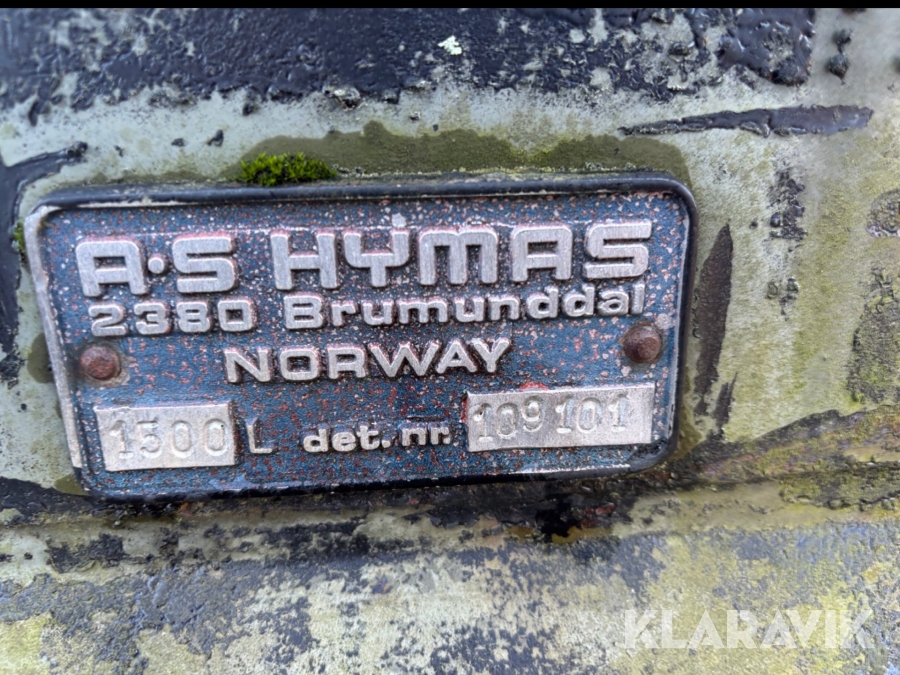 A·S HYMAS
2380 Brumunddal
NORWAY
1500 L det.nr. 109101
KLARAVIK